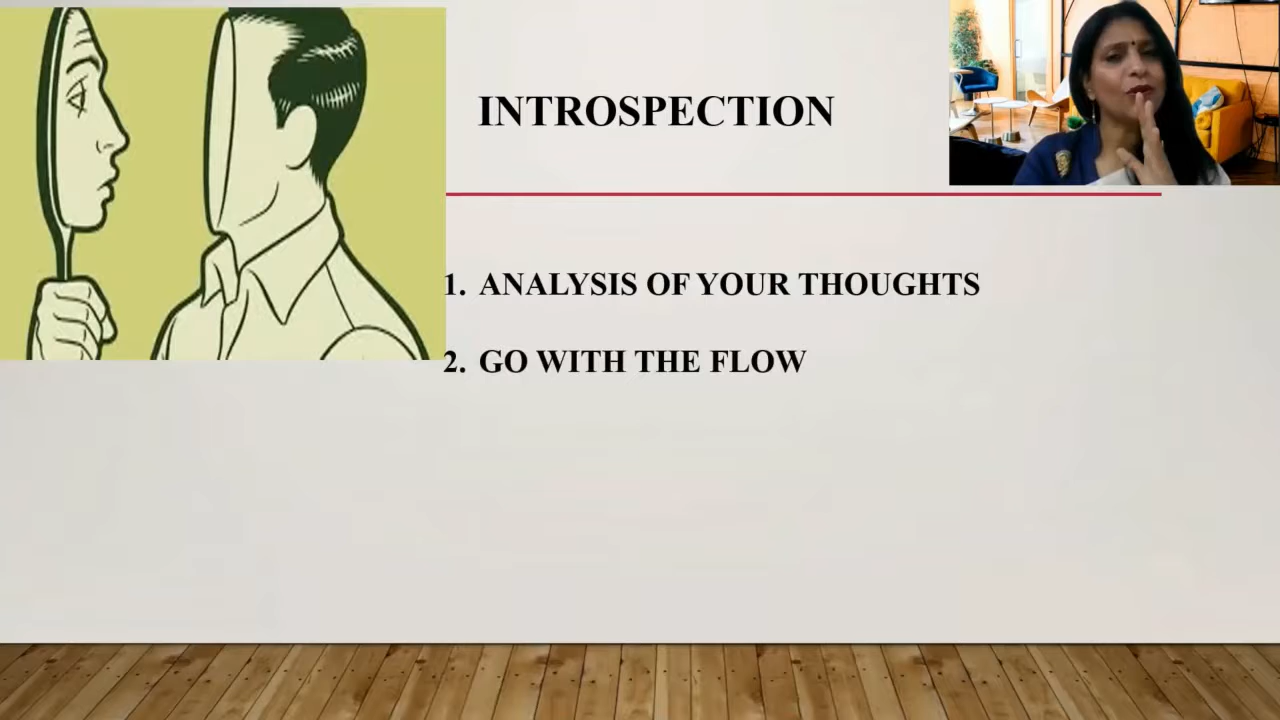 INTROSPECTION
1. ANALYSIS OF YOUR THOUGHTS
2. GO WITH THE FLOW